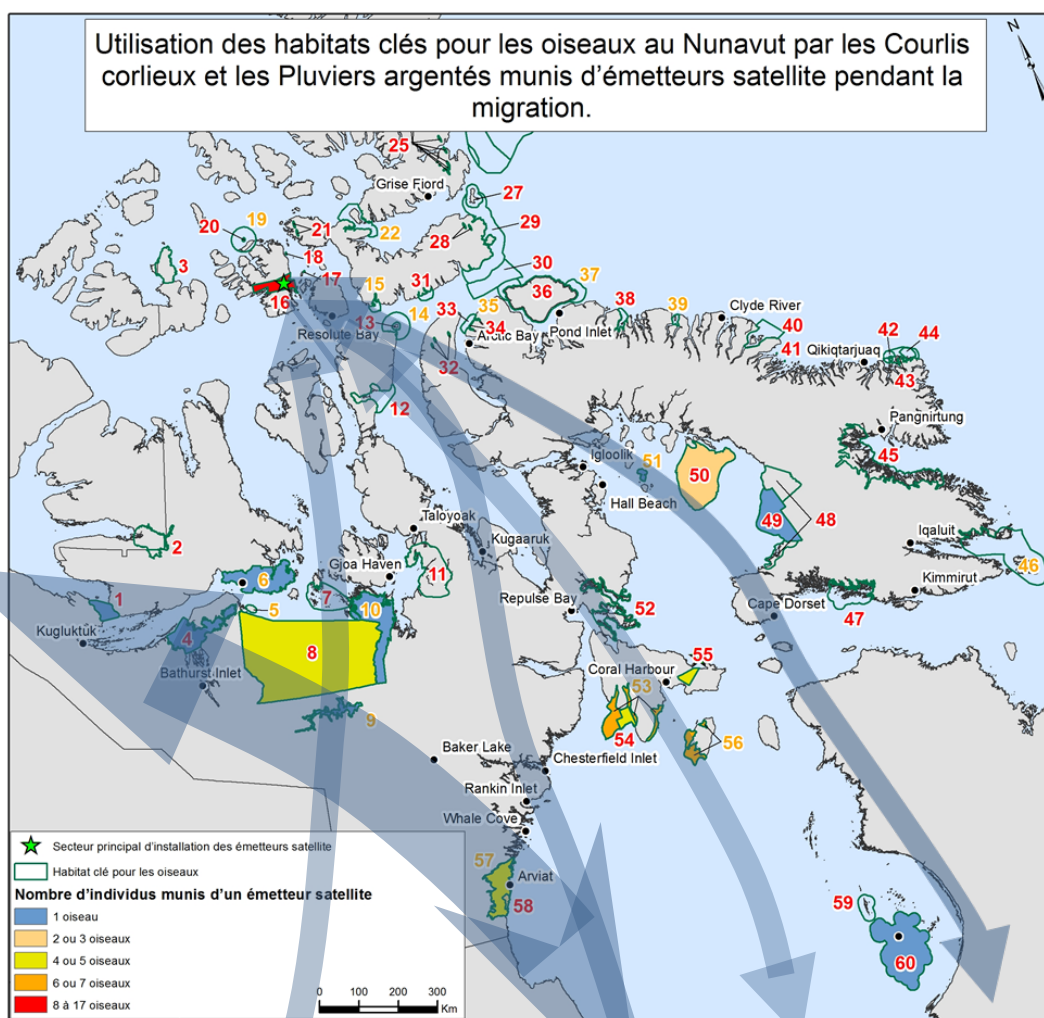 Utilisation des habitats clés pour les oiseaux au Nunavut par les Courlis
corlieux et les Pluviers argentés munis d'émetteurs satellite pendant la
migration.
N
25
Grise Fiord
27
20
19
21
22
28
29
3
18
17
16
15
31
30
36
37
Resolute Bay
13
14
33
35
34
Arctic Bay
32
Pond Inlet
38
39
Clyde River
40
41
42
44
Qikiqtarjuaq
43
12
Pangnirtung
45
Igloolik
51
50
Hall Beach
49
48
Iqaluit
46
2
Taloyoak
Kugaaruk
Gjoa Haven
11
6
1
5
7
10
Kimmirut
Repulse Bay
52
Cape Dorset
47
Kugluktuk
4
8
55
Bathurst Inlet
Coral Harbour
53
9
54
56
Baker Lake
Chesterfield Inlet
Rankin Inlet
Whale Cove
57
Arviat
58
59
60
Secteur principal d'installation des émetteurs satellite
Habitat clé pour les oiseaux
Nombre d'individus munis d'un émetteur satellite
1 oiseau
2 ou 3 oiseaux
4 ou 5 oiseaux
6 ou 7 oiseaux
8 à 17 oiseaux
0 100 200 300
Km